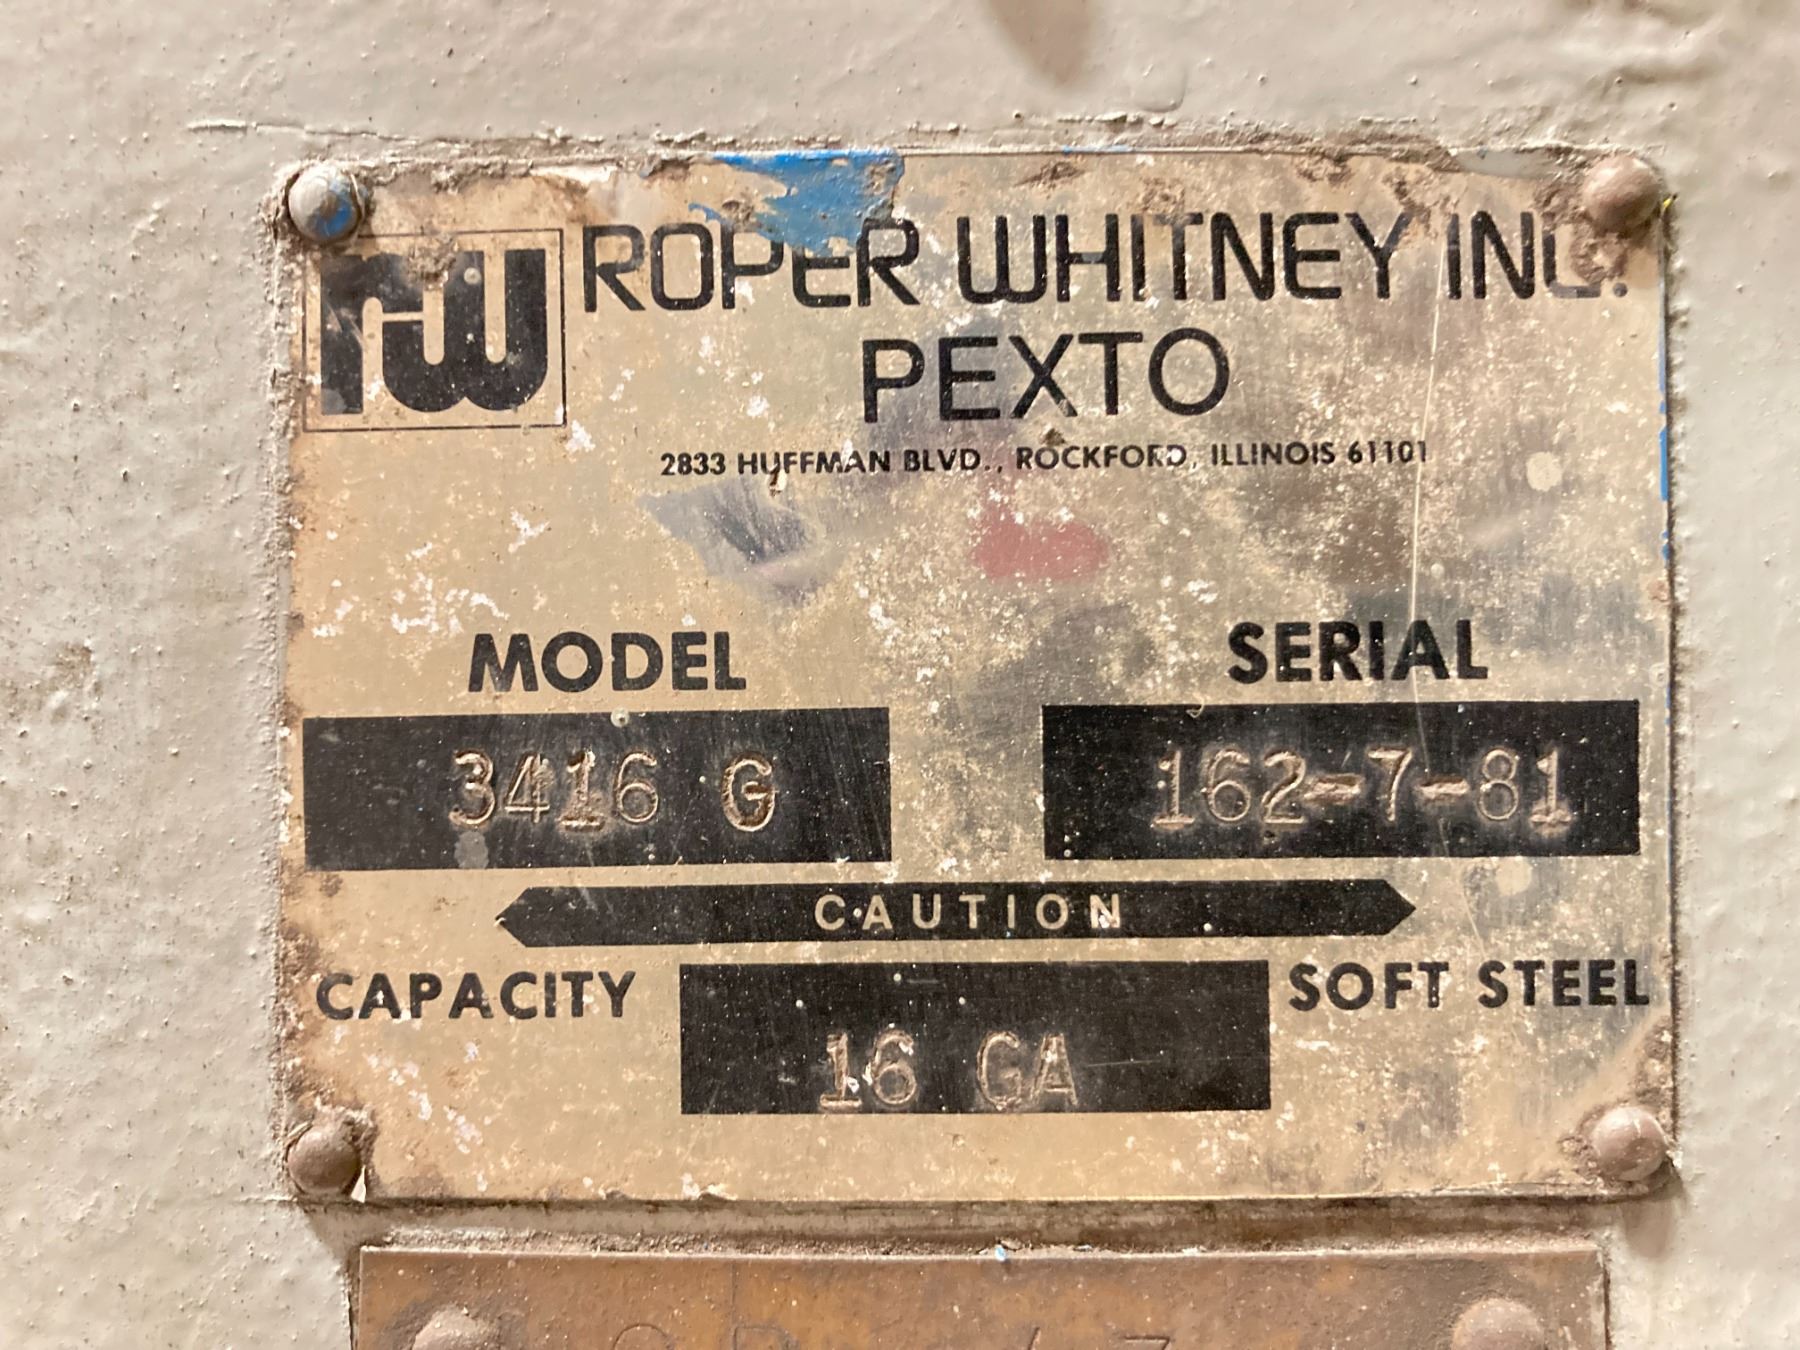 rw
ROPER WHITNEY INC.
PEXTO
2833 HUFFMAN BLVD., ROCKFORD, ILLINOIS 61101
MODEL
SERIAL
3416 G
162-7-81
CAUTION
CAPACITY
16 GA
SOFT STEEL